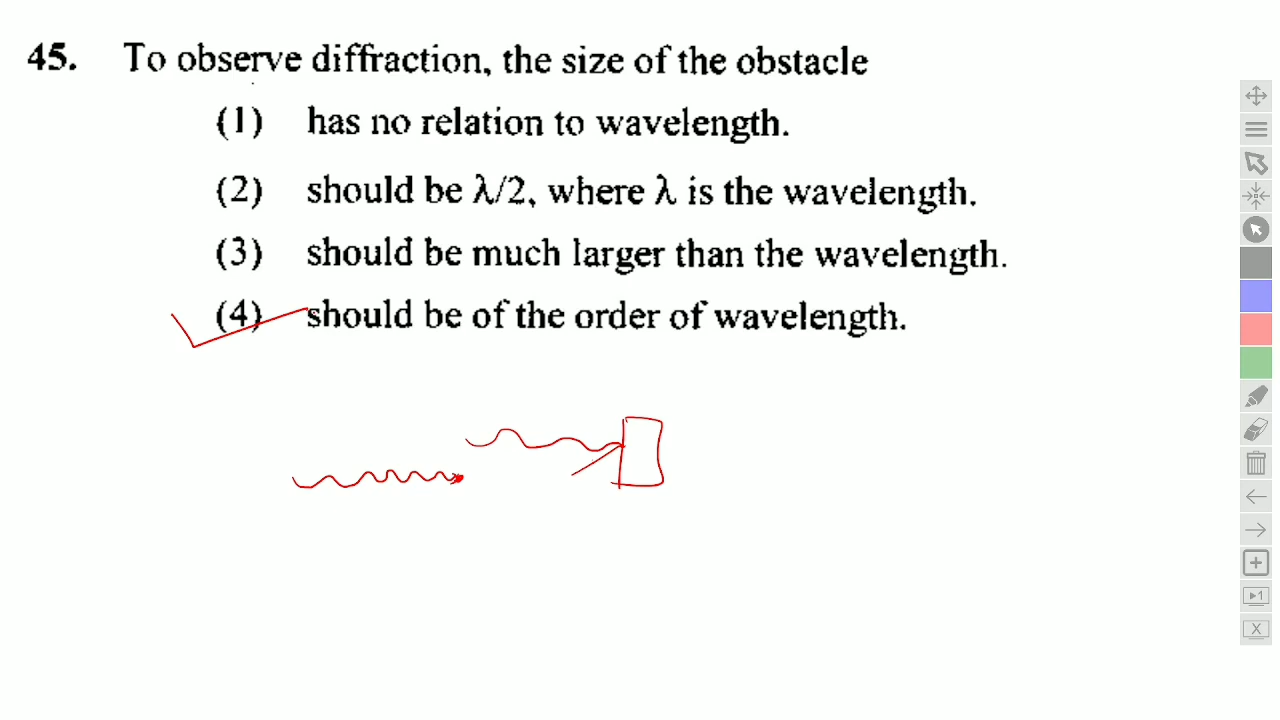 45. To observe diffraction, the size of the obstacle
(1) has no relation to wavelength.
(2) should be λ/2, where λ is the wavelength.
(3) should be much larger than the wavelength.
(4) should be of the order of wavelength.
1
X